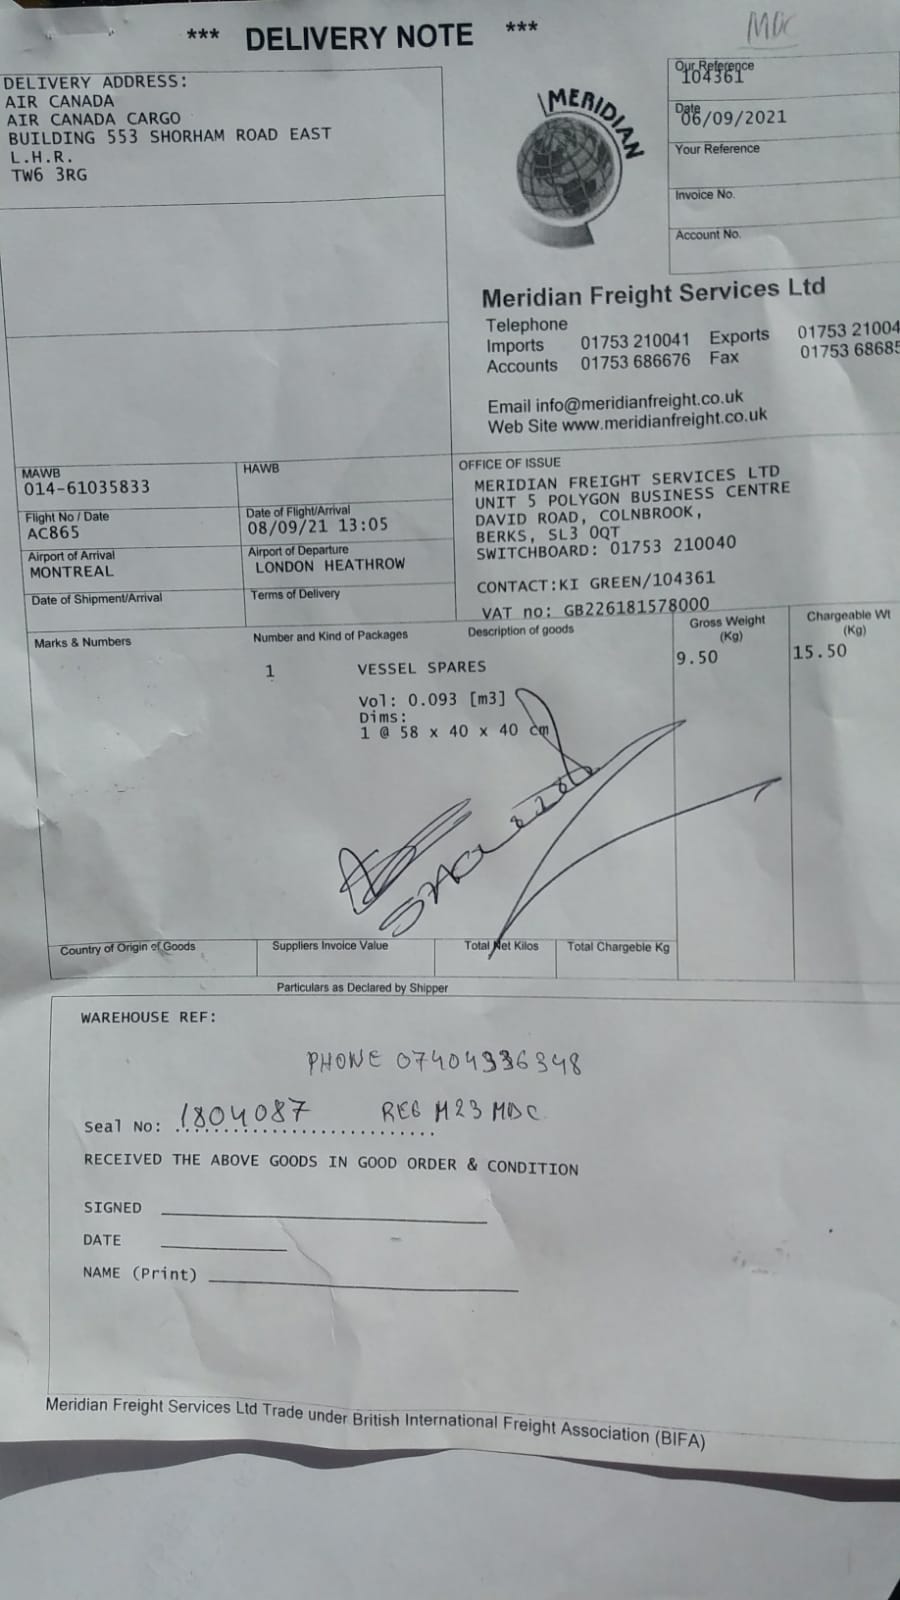 *** DELIVERY NOTE ***
DELIVERY ADDRESS:
AIR CANADA
AIR CANADA CARGO
BUILDING 553 SHORHAM ROAD EAST
L.H.R.
TW6 3RG
MERIDIAN
Our Reference
104361
Date
06/09/2021
Your Reference
Invoice No.
Account No.
Meridian Freight Services Ltd
Telephone
Imports 01753 210041 Exports 01753 21004
Accounts 01753 686676 Fax 01753 68685
Email info@meridianfreight.co.uk
Web Site www.meridianfreight.co.uk
MAWB
014-61035833
HAWB
Flight No / Date
AC865
Date of Flight/Arrival
08/09/21 13:05
Airport of Arrival
MONTREAL
Airport of Departure
LONDON HEATHROW
Date of Shipment/Arrival
Terms of Delivery
OFFICE OF ISSUE
MERIDIAN FREIGHT SERVICES LTD
UNIT 5 POLYGON BUSINESS CENTRE
DAVID ROAD, COLNBROOK,
BERKS, SL3 0QT
SWITCHBOARD: 01753 210040
CONTACT:KI GREEN/104361
VAT no: GB226181578000
Marks & Numbers
Number and Kind of Packages
Description of goods
Gross Weight
(Kg)
Chargeable Wt
(Kg)
1 VESSEL SPARES 9.50 15.50
Vol: 0.093 [m3]
Dims:
1 @ 58 x 40 x 40 cm
Country of Origin of Goods
Suppliers Invoice Value
Total Net Kilos
Total Chargeble Kg
Particulars as Declared by Shipper
WAREHOUSE REF:
PHONE 07404936348
Seal No: 1804087 REG M23 MDC
RECEIVED THE ABOVE GOODS IN GOOD ORDER & CONDITION
SIGNED
DATE
NAME (Print)
Meridian Freight Services Ltd Trade under British International Freight Association (BIFA)